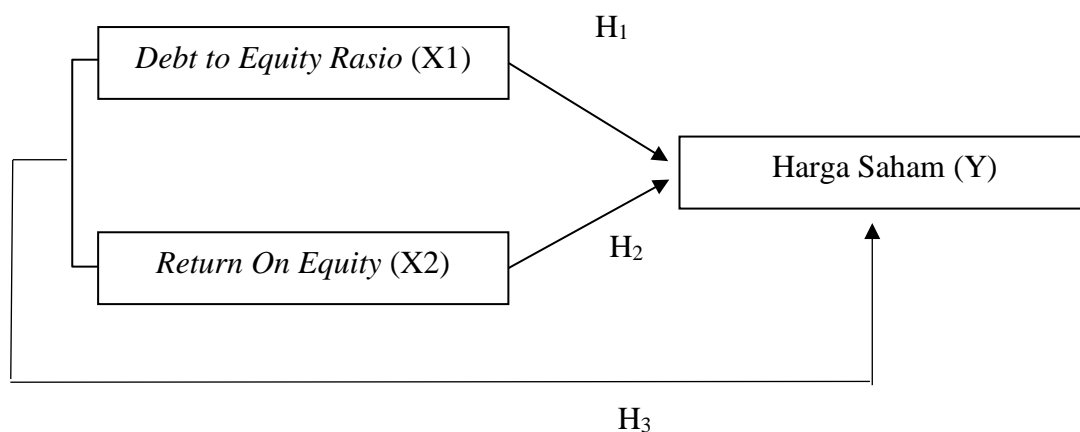 H₁
Debt to Equity Rasio (X1)
Harga Saham (Y)
H₂
Return On Equity (X2)
H₃